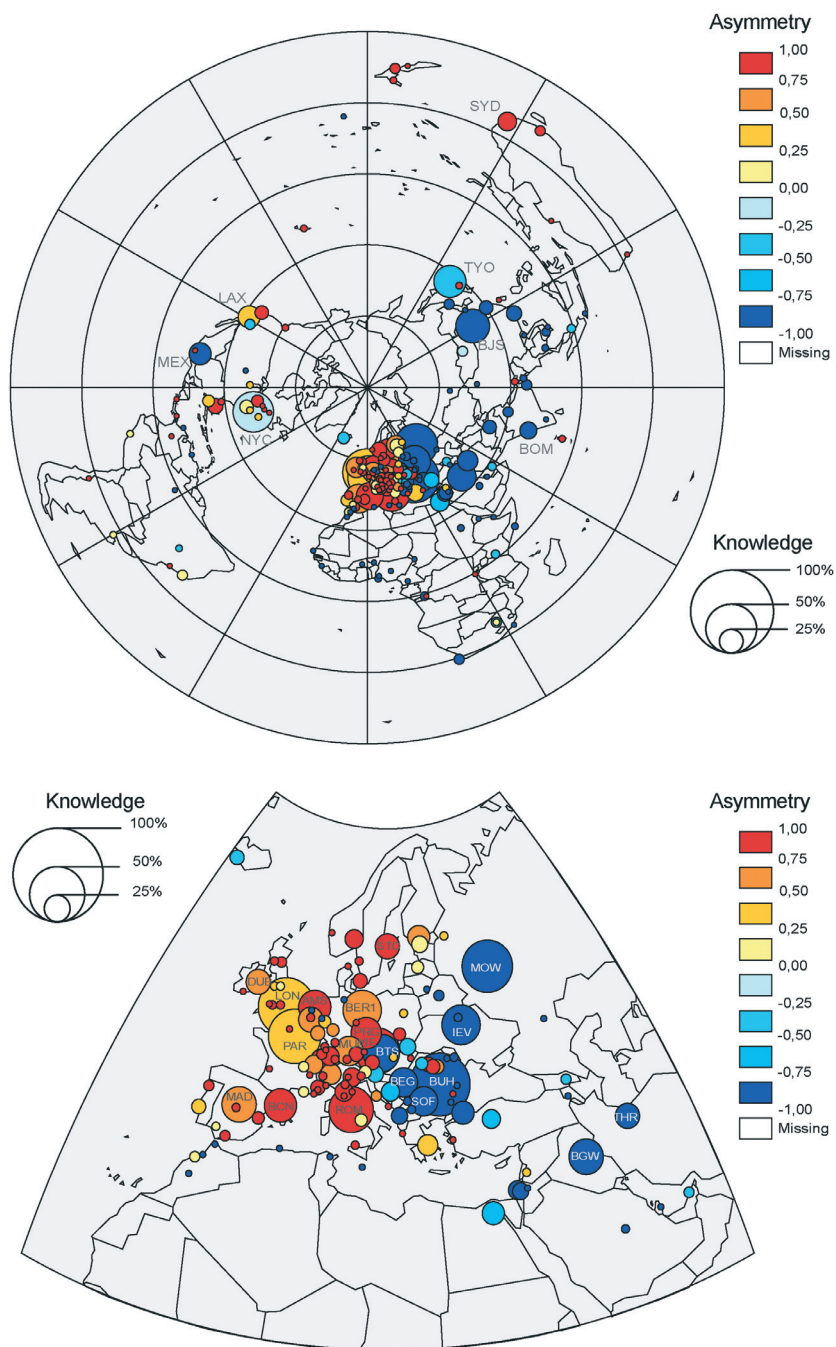 Asymmetry
1,00
0,75
0,50
0,25
0,00
-0,25
-0,50
-0,75
-1,00
Missing
SYD
TYO
LAX
MEX
BJS
NYC
BOM
Knowledge
100%
50%
25%
Knowledge
100%
50%
25%
Asymmetry
1,00
0,75
0,50
0,25
0,00
-0,25
-0,50
-0,75
-1,00
Missing
STO
MOW
DUB
LON
AMS
BER1
IEV
PRG
PAR
BTS
BEG
BUH
SOF
MAD
BCN
ROM
THR
BGW